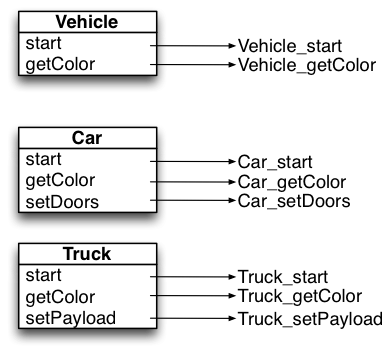 Vehicle
start Vehicle_start
getColor Vehicle_getColor
Car
start Car_start
getColor Car_getColor
setDoors Car_setDoors
Truck
start Truck_start
getColor Truck_getColor
setPayload Truck_setPayload